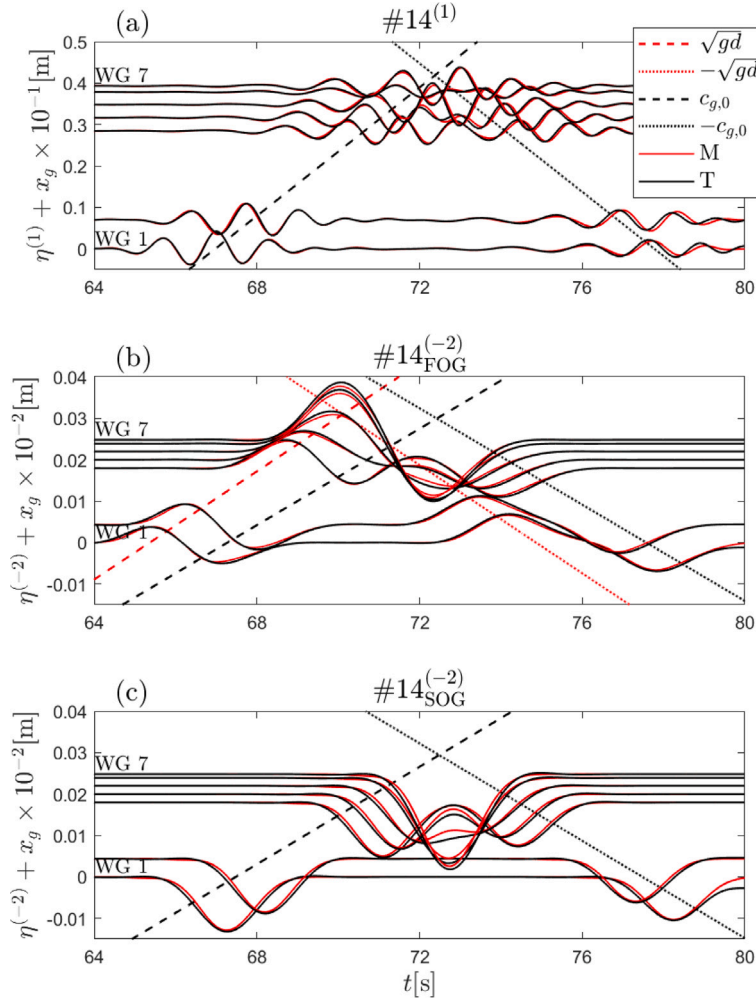 (a) #14⁽¹⁾
η⁽¹⁾ + x_g × 10⁻¹[m]
0.5
0.4
0.3
0.2
0.1
0
WG 7
WG 1
√gd
−√gd
c_g,0
−c_g,0
M
T
64 68 72 76 80
(b) #14_FOG⁽⁻²⁾
η⁽⁻²⁾ + x_g × 10⁻²[m]
0.04
0.03
0.02
0.01
0
-0.01
WG 7
WG 1
64 68 72 76 80
(c) #14_SOG⁽⁻²⁾
η⁽⁻²⁾ + x_g × 10⁻²[m]
0.04
0.03
0.02
0.01
0
-0.01
WG 7
WG 1
64 68 72 76 80
t[s]